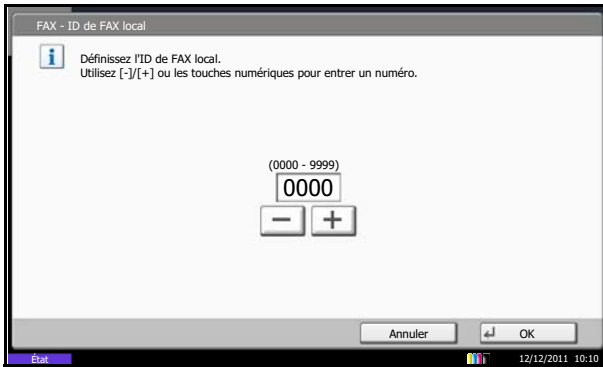 FAX - ID de FAX local
Définissez l'ID de FAX local.
Utilisez [-]/[+] ou les touches numériques pour entrer un numéro.
(0000 - 9999)
0000
− +
Annuler OK
État 12/12/2011 10:10